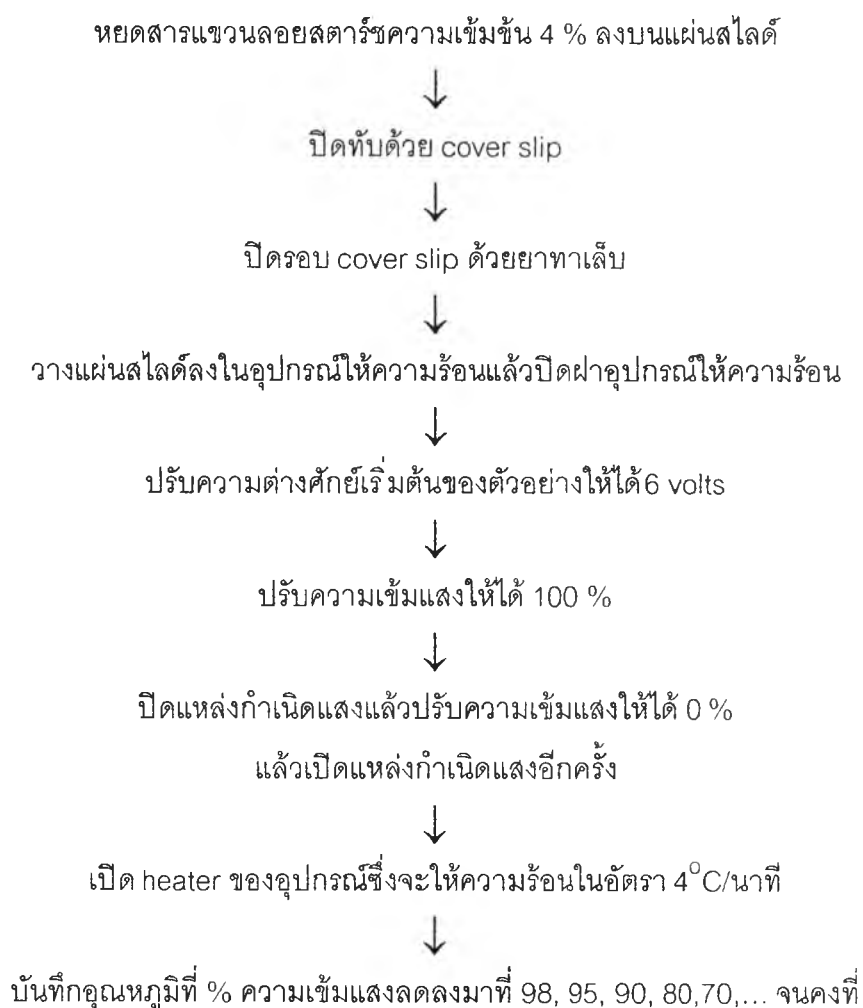 หยดสารแขวนลอยสตาร์ชความเข้มข้น 4 % ลงบนแผ่นสไลด์
↓
ปิดทับด้วย cover slip
↓
ปิดรอบ cover slip ด้วยยาทาเล็บ
↓
วางแผ่นสไลด์ลงในอุปกรณ์ให้ความร้อนแล้วปิดฝาอุปกรณ์ให้ความร้อน
↓
ปรับความต่างศักย์เริ่มต้นของตัวอย่างให้ได้6 volts
↓
ปรับความเข้มแสงให้ได้ 100 %
↓
ปิดแหล่งกำเนิดแสงแล้วปรับความเข้มแสงให้ได้ 0 %
แล้วเปิดแหล่งกำเนิดแสงอีกครั้ง
↓
เปิด heater ของอุปกรณ์ซึ่งจะให้ความร้อนในอัตรา 4°C/นาที
↓
บันทึกอุณหภูมิที่ % ความเข้มแสงลดลงมาที่ 98, 95, 90, 80,70,... จนคงที่